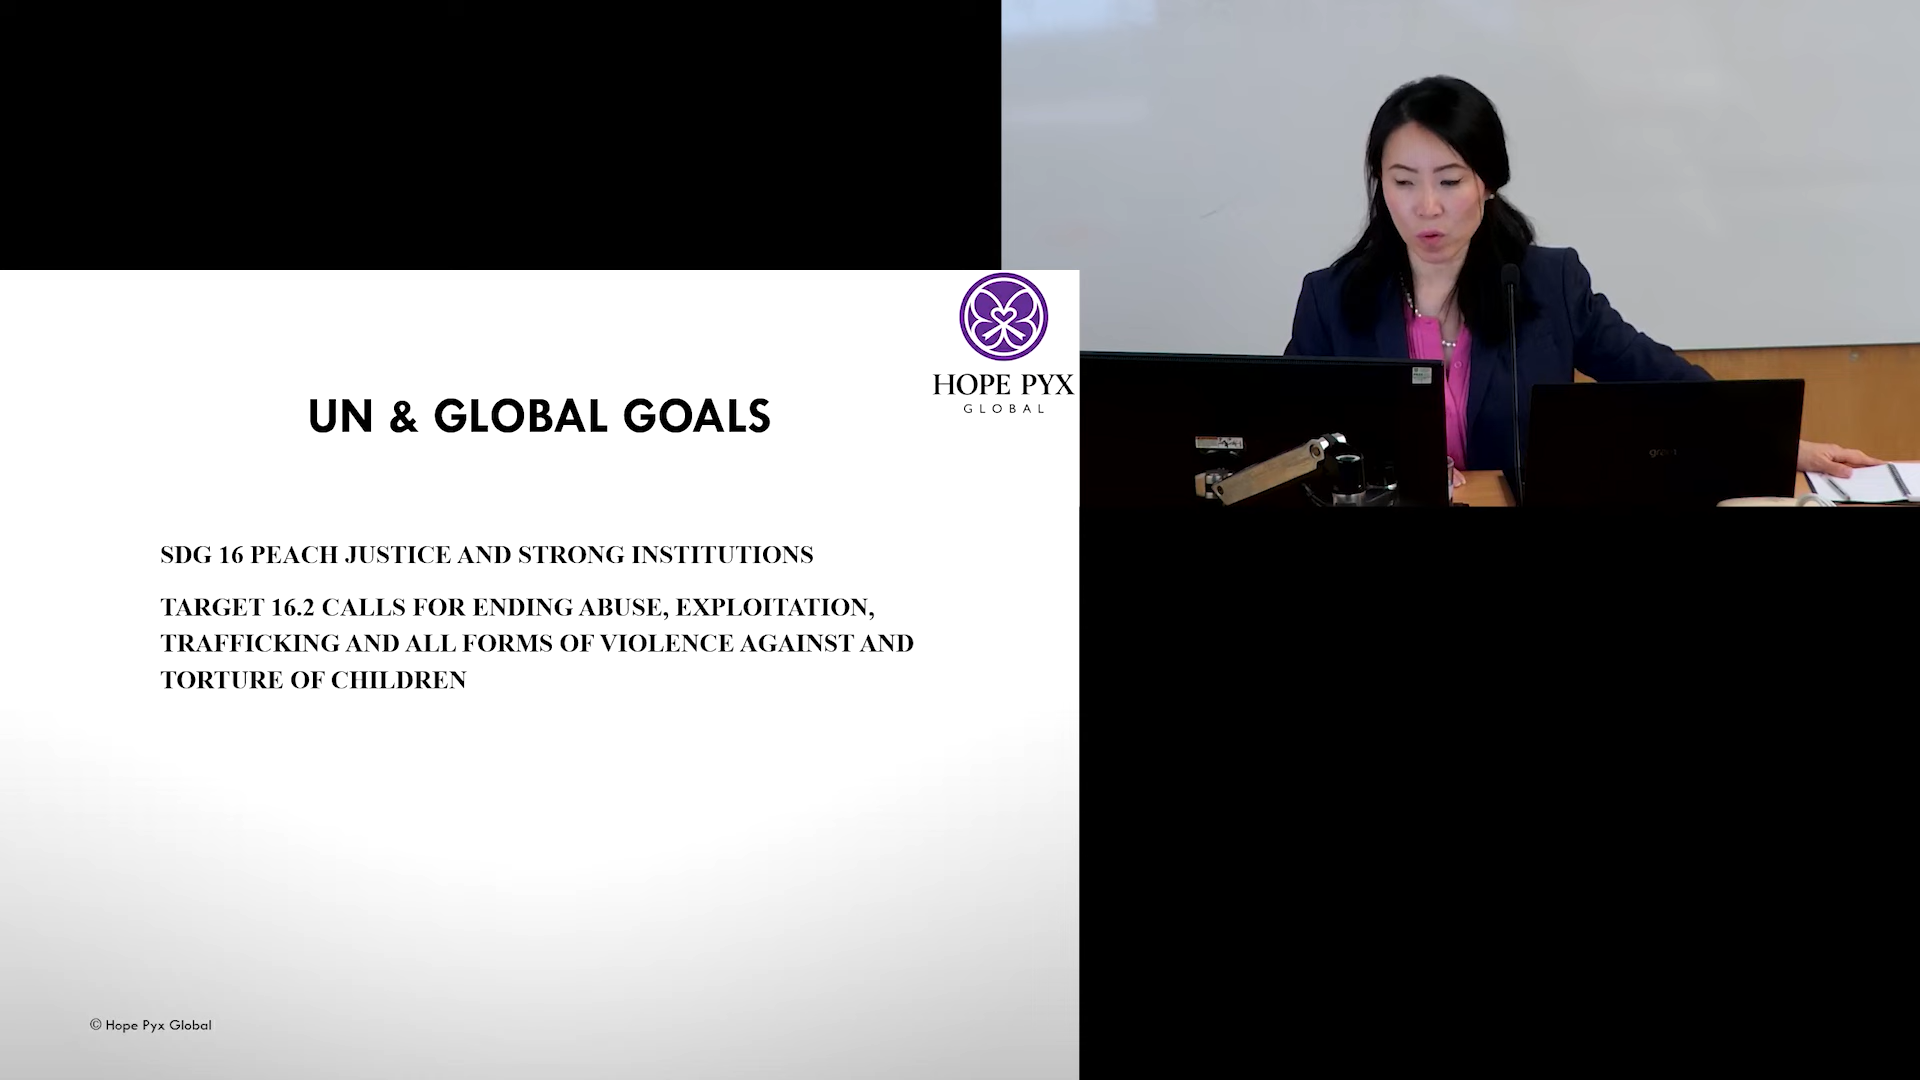 HOPE PYX
GLOBAL
UN & GLOBAL GOALS
SDG 16 PEACH JUSTICE AND STRONG INSTITUTIONS
TARGET 16.2 CALLS FOR ENDING ABUSE, EXPLOITATION,
TRAFFICKING AND ALL FORMS OF VIOLENCE AGAINST AND
TORTURE OF CHILDREN
© Hope Pyx Global